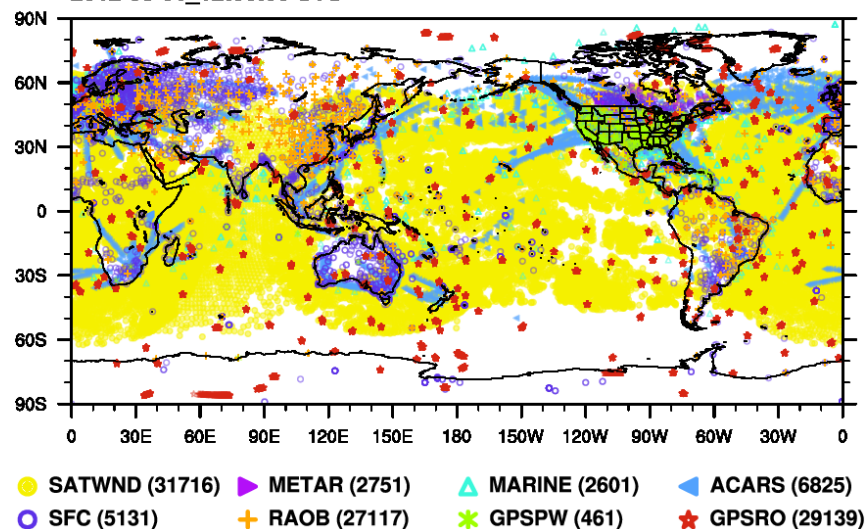 90N
60N
30N
0
30S
60S
90S
0 30E 60E 90E 120E 150E 180 150W 120W 90W 60W 30W 0
SATWND (31716) METAR (2751) MARINE (2601) ACARS (6825)
SFC (5131) RAOB (27117) GPSPW (461) GPSRO (29139)